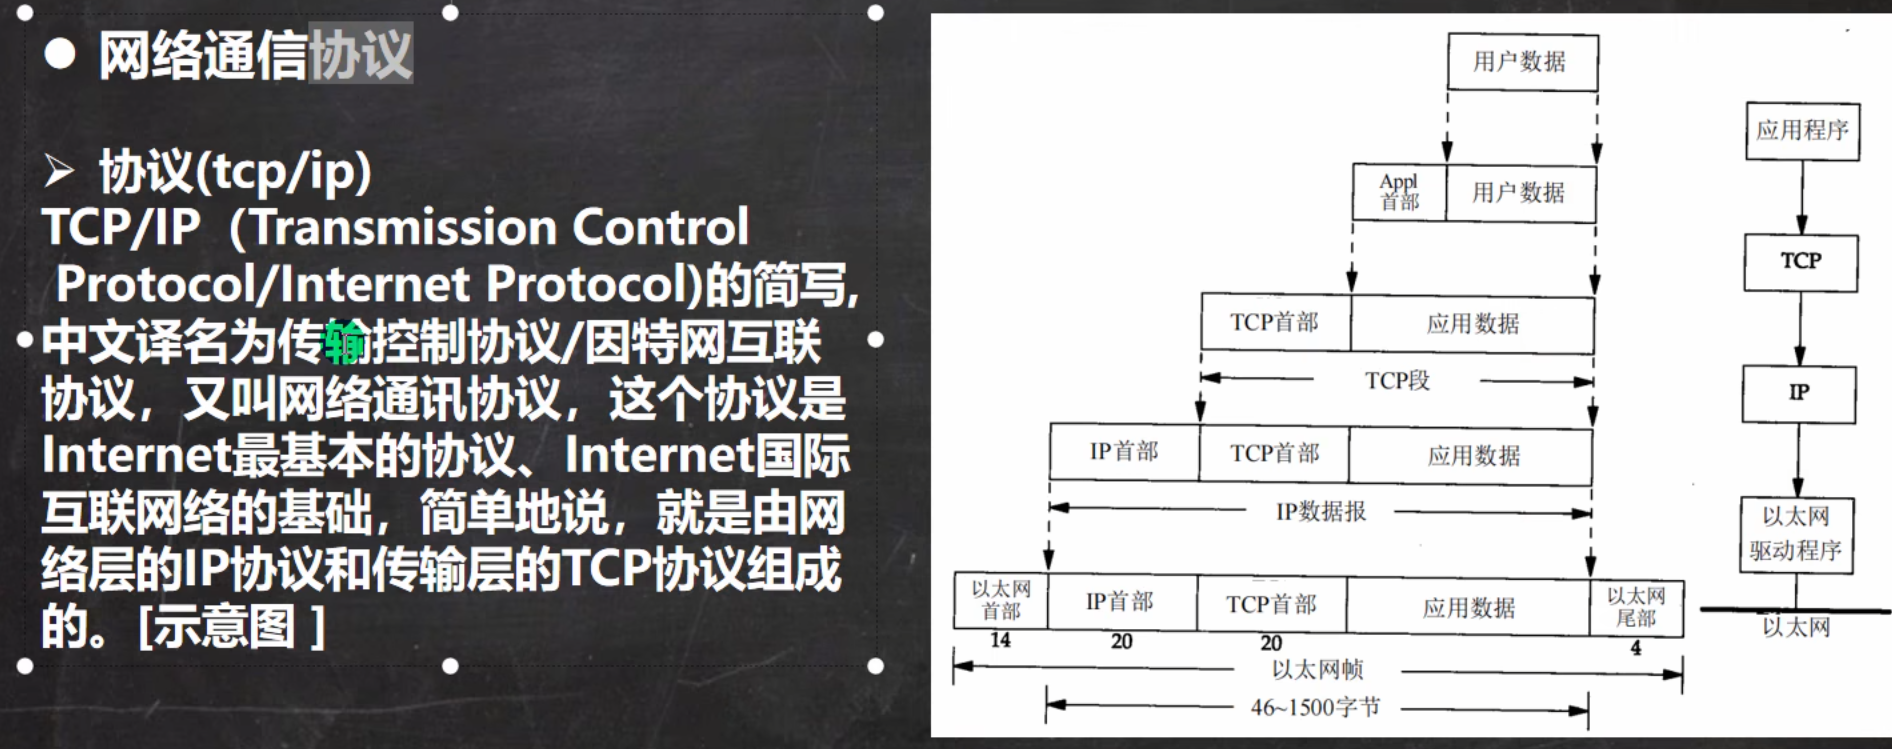 网络通信协议
协议(tcp/ip)
TCP/IP（Transmission Control
Protocol/Internet Protocol)的简写,
中文译名为传输控制协议/因特网互联
协议，又叫网络通讯协议，这个协议是
Internet最基本的协议、Internet国际
互联网络的基础，简单地说，就是由网
络层的IP协议和传输层的TCP协议组成
的。[示意图 ]
用户数据
Appl
首部
用户数据
TCP首部
应用数据
TCP段
IP首部
TCP首部
应用数据
IP数据报
以太网
首部
IP首部
TCP首部
应用数据
以太网
尾部
14
20
20
4
以太网帧
46~1500字节
应用程序
TCP
IP
以太网
驱动程序
以太网